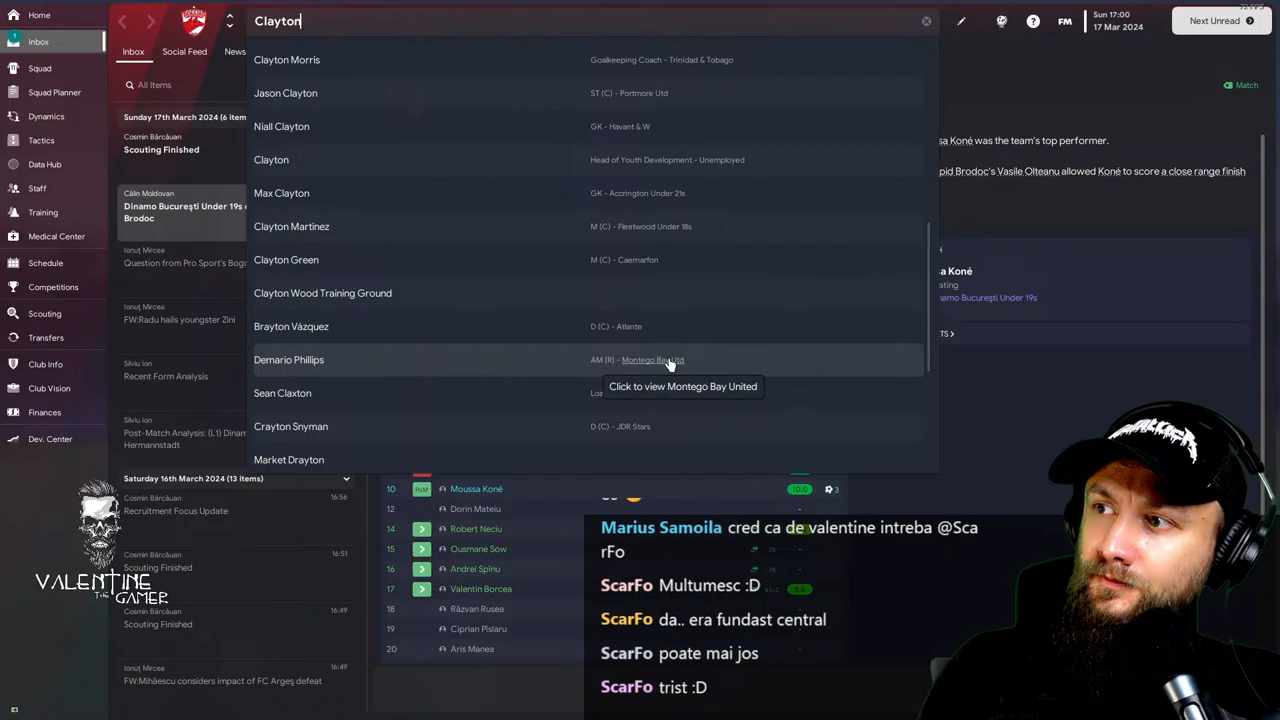 72 FPS
Home
Clayton
FM
Sun 17:00
17 Mar 2024
Next Unread
1
Inbox
Inbox
Social Feed
News
Squad
Squad Planner
Dynamics
Tactics
Data Hub
Staff
Training
Medical Center
Schedule
Competitions
Scouting
Transfers
Club Info
Club Vision
Finances
Dev. Center
All Items
Sunday 17th March 2024 (6 item
Cosmin Bărcăuan
Scouting Finished
Călin Moldovan
Dinamo București Under 19s
Brodoc
Ionuț Mircea
Question from Pro Sport's Bogo
Ionuț Mircea
FW:Radu hails youngster Zini
Silviu Ion
Recent Form Analysis
Silviu Ion
Post-Match Analysis: (L1) Dinam
Hermannstadt
Saturday 16th March 2024 (13 items)
Cosmin Bărcăuan
16:56
Recruitment Focus Update
Cosmin Bărcăuan
16:51
Scouting Finished
Cosmin Bărcăuan
16:49
Scouting Finished
Ionuț Mircea
16:49
FW:Mihăescu considers impact of FC Argeș defeat
Clayton Morris
Goalkeeping Coach - Trinidad & Tobago
Jason Clayton
ST (C) - Portmore Utd
Niall Clayton
GK - Havant & W
Clayton
Head of Youth Development - Unemployed
Max Clayton
GK - Accrington Under 21s
Clayton Martinez
M (C) - Fleetwood Under 18s
Clayton Green
M (C) - Caernarfon
Clayton Wood Training Ground
Brayton Vázquez
D (C) - Atlante
Demario Phillips
AM (R) - Montego Bay Utd
Click to view Montego Bay United
Sean Claxton
Crayton Snyman
D (C) - JDR Stars
Market Drayton
Match
sa Koné was the team's top performer.
pid Brodoc's Vasile Olteanu allowed Koné to score a close range finish
H
sa Koné
ating
namo București Under 19s
TS
10 PoM Moussa Koné 10.0 3
12 Dorin Mateiu -
14 Robert Neciu
15 Ousmane Sow
16 Andrei Spînu
17 Valentin Borcea
18 Răzvan Rusea
19 Ciprian Pîslaru
20 Aris Manea
VALENTINE
THE GAMER
Marius Samoila cred ca de valentine intreba @Sca
rFo
ScarFo Multumesc :D
ScarFo da.. era fundast central
ScarFo poate mai jos
ScarFo trist :D
METALLICA